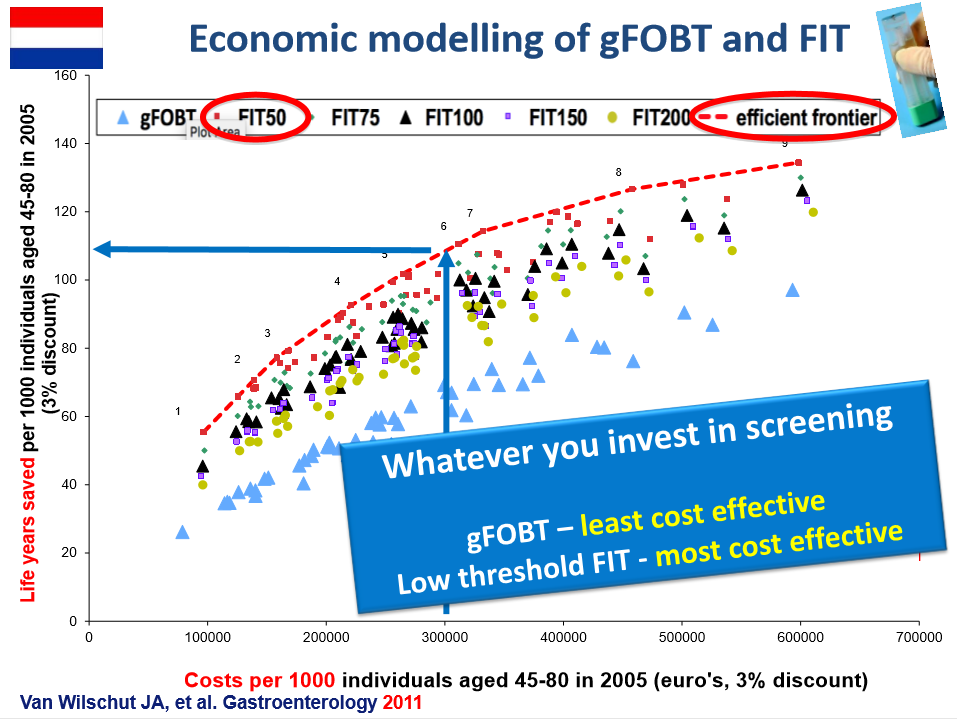 Economic modelling of gFOBT and FIT
160
140
120
100
80
60
40
20
0
0 100000 200000 300000 400000 500000 600000 700000
Life years saved per 1000 individuals aged 45-80 in 2005
(3% discount)
gFOBT FIT50 FIT75 FIT100 FIT150 FIT200 efficient frontier
Plot Area
1
2
3
4
5
6
7
8
9
Whatever you invest in screening
gFOBT – least cost effective
Low threshold FIT - most cost effective
Costs per 1000 individuals aged 45-80 in 2005 (euro's, 3% discount)
Van Wilschut JA, et al. Gastroenterology 2011